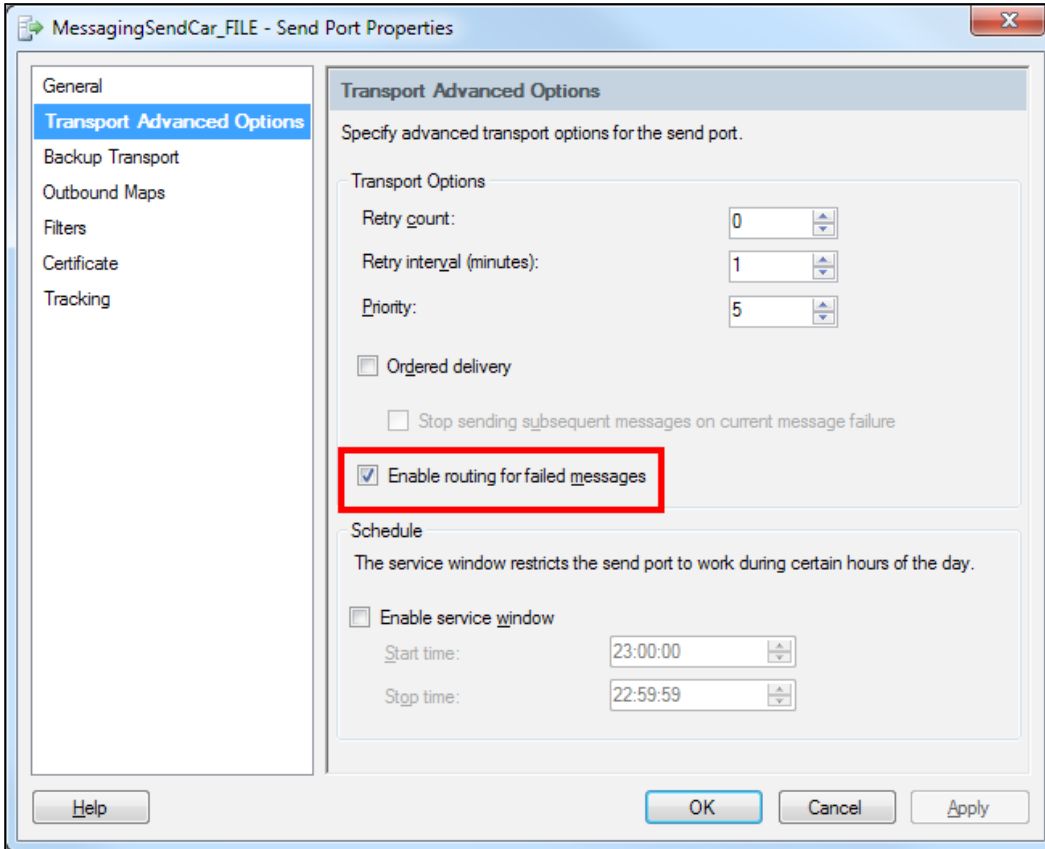 MessagingSendCar_FILE - Send Port Properties
General
Transport Advanced Options
Backup Transport
Outbound Maps
Filters
Certificate
Tracking
Transport Advanced Options
Specify advanced transport options for the send port.
Transport Options
Retry count: 0
Retry interval (minutes): 1
Priority: 5
Ordered delivery
Stop sending subsequent messages on current message failure
Enable routing for failed messages
Schedule
The service window restricts the send port to work during certain hours of the day.
Enable service window
Start time: 23:00:00
Stop time: 22:59:59
Help OK Cancel Apply